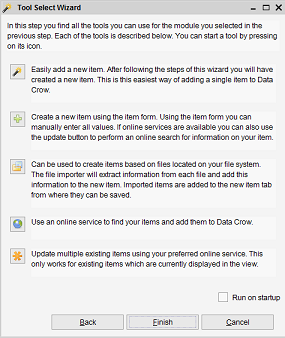 Tool Select Wizard
In this step you find all the tools you can use for the module you selected in the
previous step. Each of the tools is described below. You can start a tool by pressing
on its icon.
Easily add a new item. After following the steps of this wizard you will have
created a new item. This is this easiest way of adding a single item to Data
Crow.
Create a new item using the item form. Using the item form you can
manually enter all values. If online services are available you can also use
the update button to perform an online search for information on your item.
Can be used to create items based on files located on your file system.
The file importer will extract information from each file and add this
information to the new item. Imported items are added to the new item tab
from where they can be saved.
Use an online service to find your items and add them to Data Crow.
Update multiple existing items using your preferred online service. This
only works for existing items which are currently displayed in the view.
Run on startup
Back
Finish
Cancel